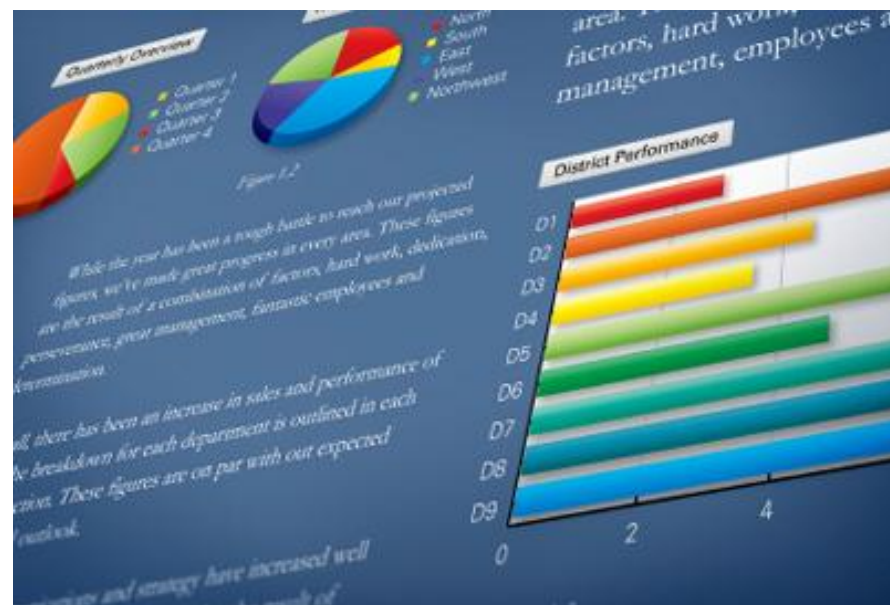 Quarterly Overview
Quarter 1
Quarter 2
Quarter 3
Quarter 4
North
South
East
West
Northwest
Figure 1.2
area.
factors, hard work,
management, employees
While the year has been a tough battle to reach our projected
figures, we've made great progress in every area. These figures
are the result of a combination of factors, hard work, dedication,
perseverance, great management, fantastic employees and
determination.
there has been an increase in sales and performance of
breakdown for each department is outlined in each
These figures are on par with our expected
outlook.
and strategy have increased well
District Performance
D1
D2
D3
D4
D5
D6
D7
D8
D9
0 2 4